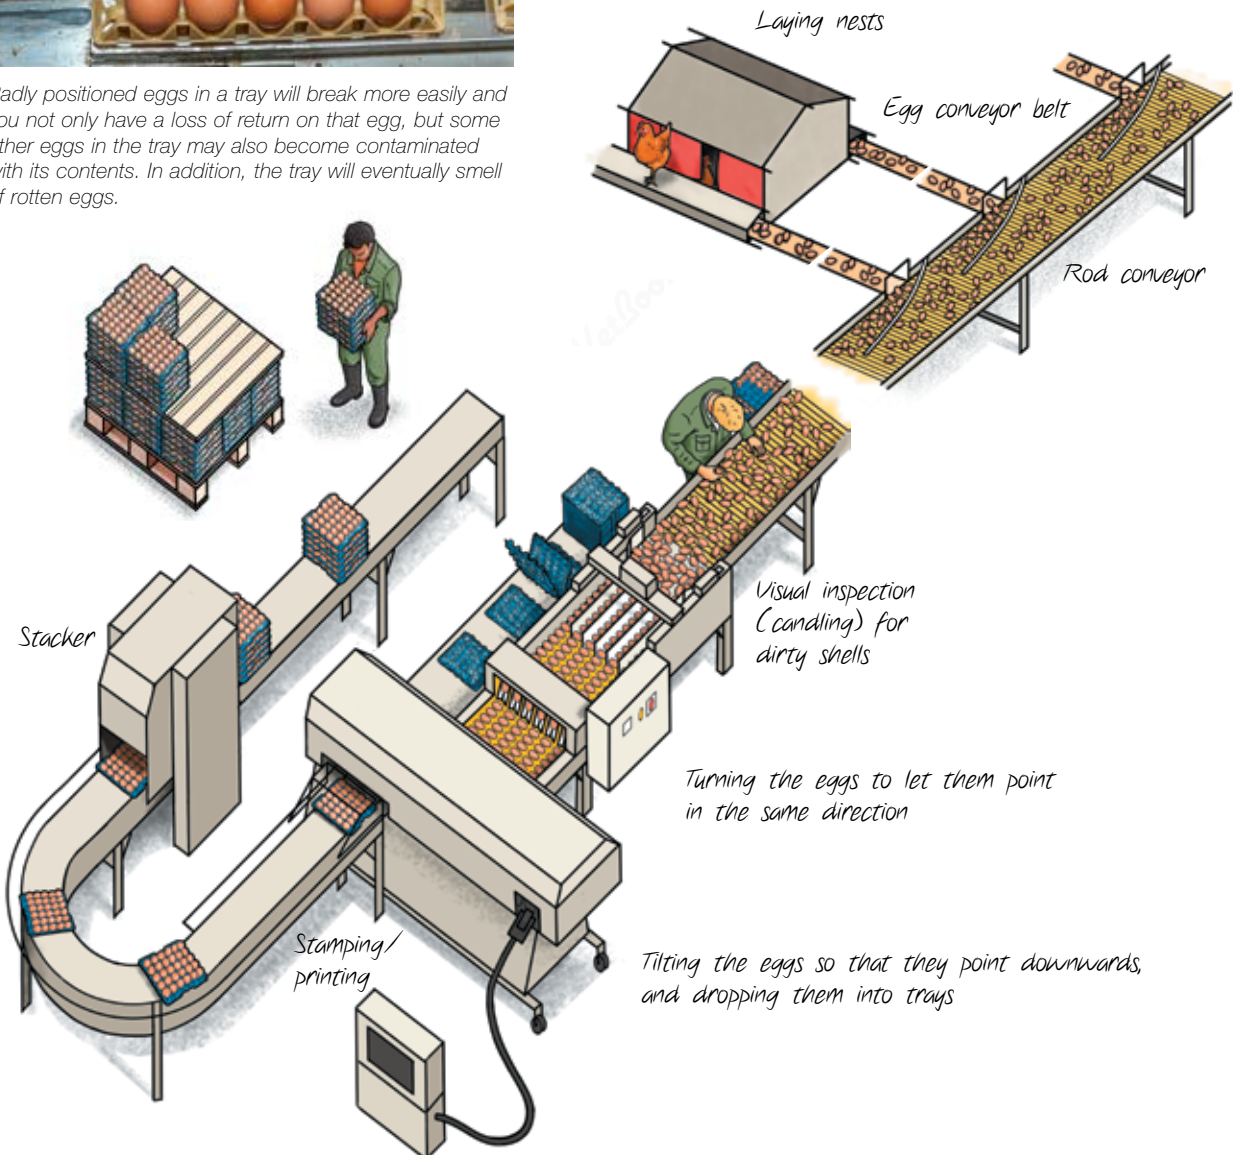 adly positioned eggs in a tray will break more easily and
ou not only have a loss of return on that egg, but some
ther eggs in the tray may also become contaminated
ith its contents. In addition, the tray will eventually smell
f rotten eggs.
Laying nests
Egg conveyor belt
Rod conveyor
Visual inspection
(candling) for
dirty shells
Stacker
Turning the eggs to let them point
in the same direction
Stamping/
printing
Tilting the eggs so that they point downwards,
and dropping them into trays